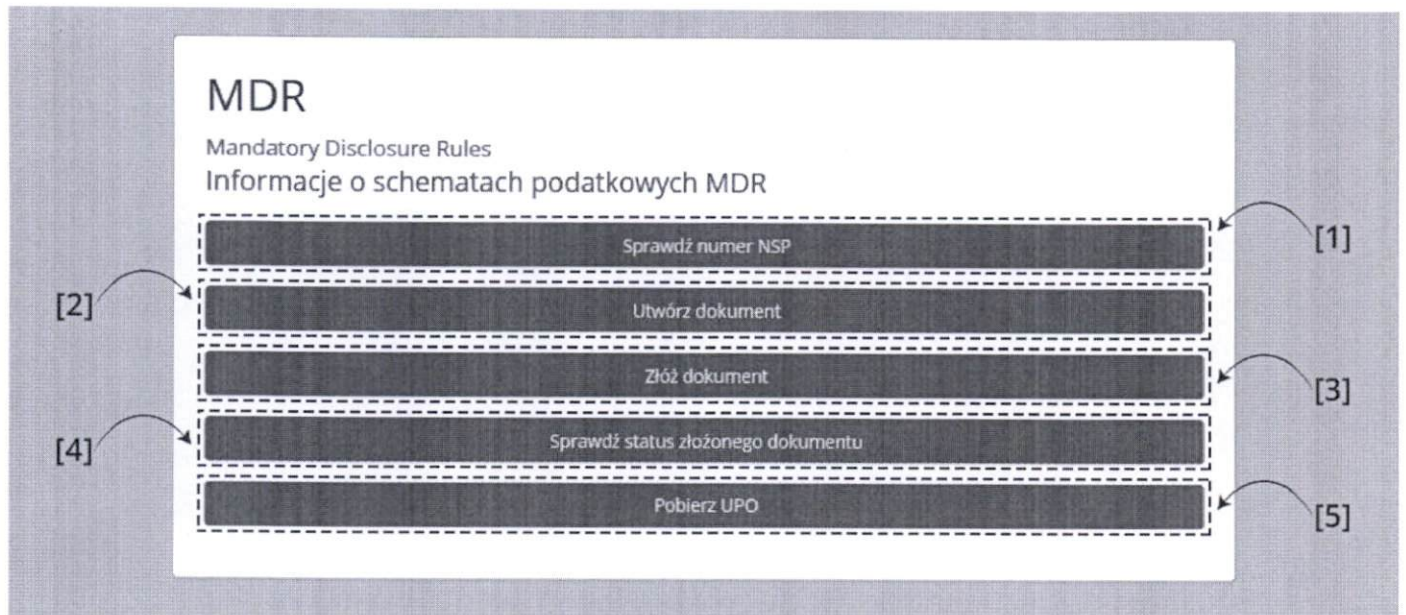 MDR
Mandatory Disclosure Rules
Informacje o schematach podatkowych MDR
Sprawdź numer NSP
[1]
[2]
Utwórz dokument
Złóż dokument
[3]
[4]
Sprawdź status złożonego dokumentu
Pobierz UPO
[5]